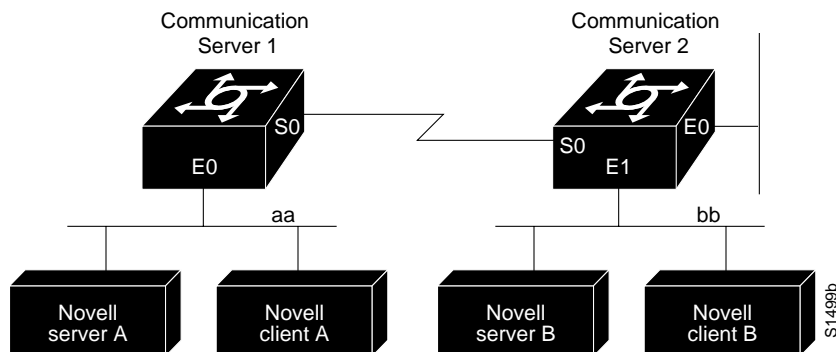 Communication
Server 1
Communication
Server 2
S0
E0
S0
E0
E1
aa
bb
Novell
server A
Novell
client A
Novell
server B
Novell
client B
S1499b